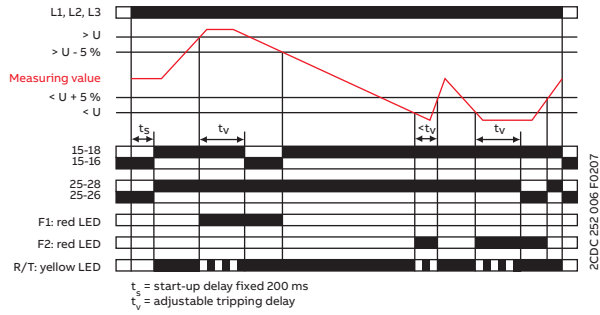 L1, L2, L3
> U
> U - 5 %
Measuring value
< U + 5 %
< U
ts
tv
<tv
tv
15-18
15-16
25-28
25-26
F1: red LED
F2: red LED
R/T: yellow LED
ts = start-up delay fixed 200 ms
tv = adjustable tripping delay
2CDC 252 006 F0207